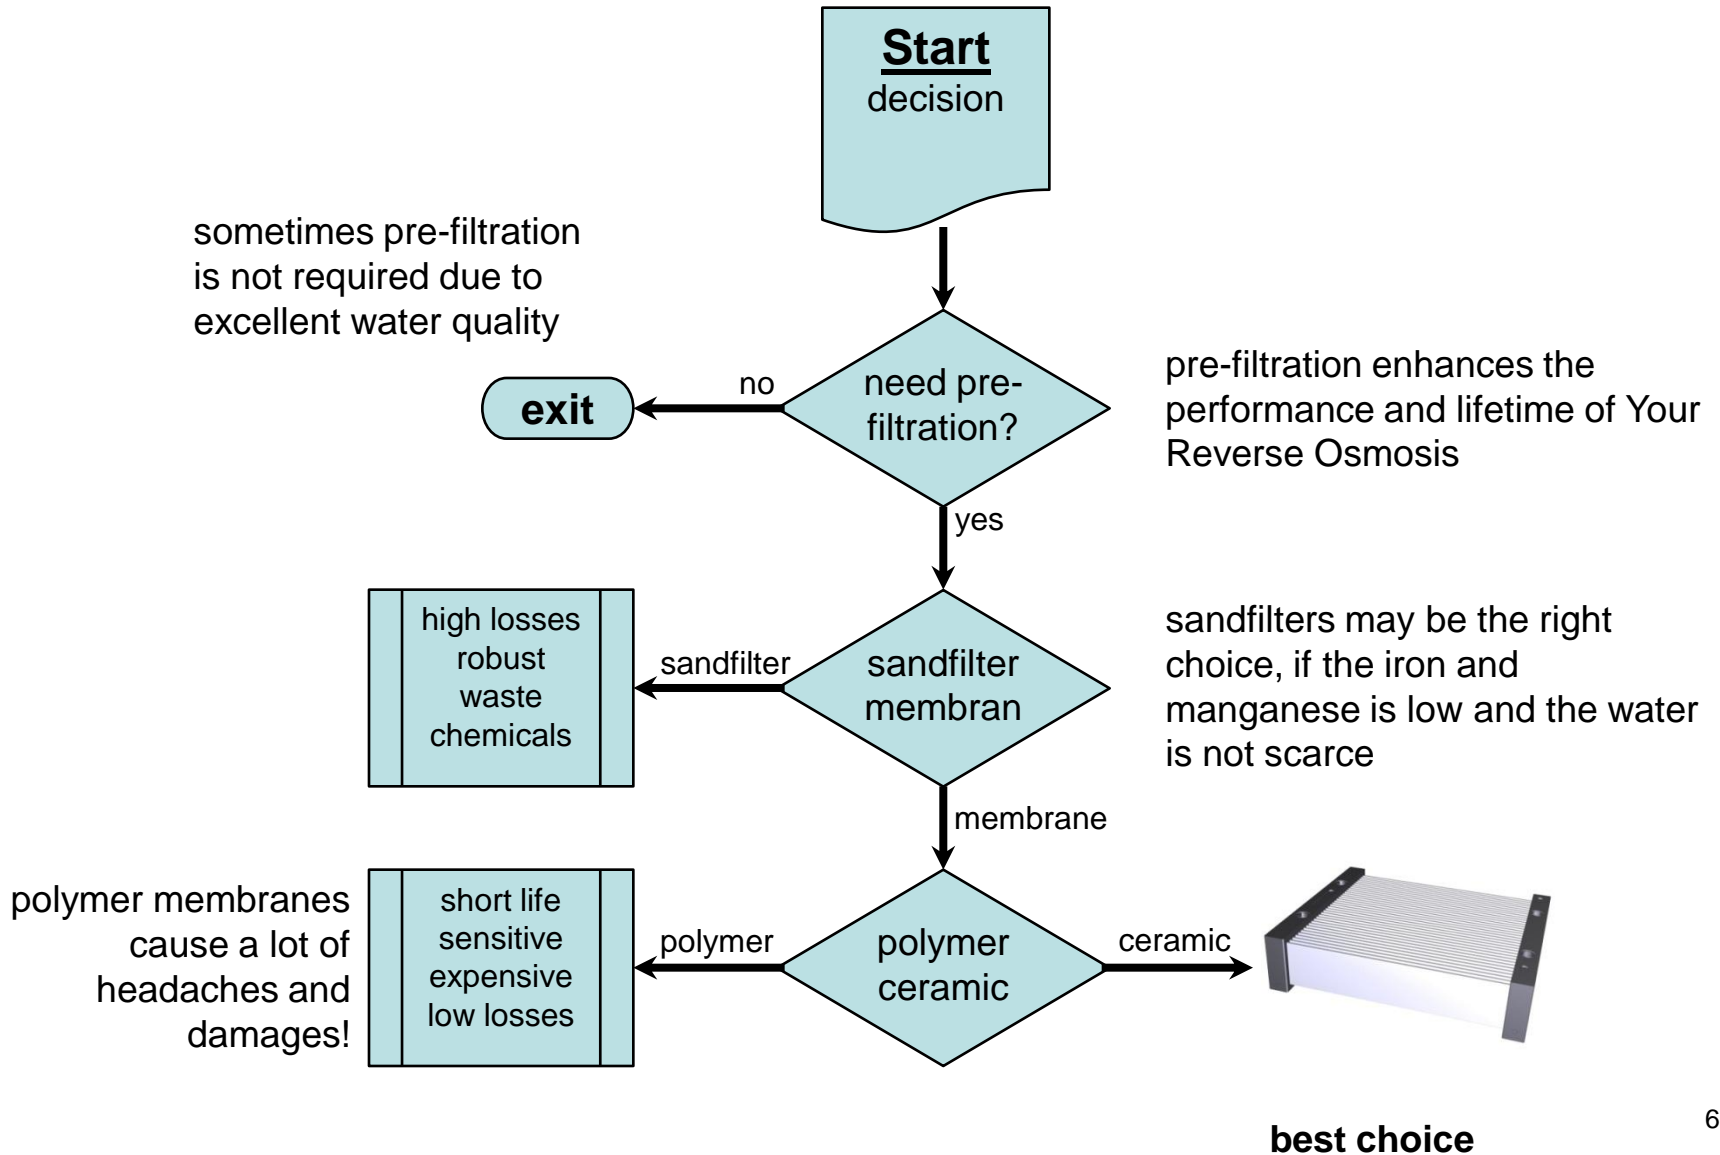 Start
decision
sometimes pre-filtration
is not required due to
excellent water quality
no
exit
need pre-
filtration?
pre-filtration enhances the
performance and lifetime of Your
Reverse Osmosis
yes
high losses
robust
waste
chemicals
sandfilter
sandfilter
membran
sandfilters may be the right
choice, if the iron and
manganese is low and the water
is not scarce
membrane
polymer membranes
cause a lot of
headaches and
damages!
short life
sensitive
expensive
low losses
polymer
polymer
ceramic
ceramic
best choice
6